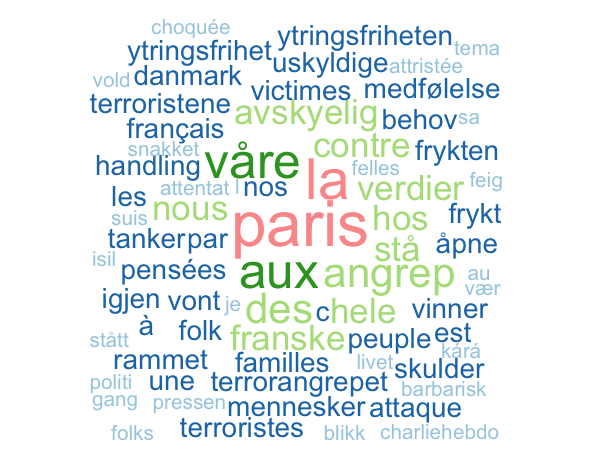 choquée
ytringsfriheten
ytringsfrihet uskyldige tema
vold danmark attristée
victimes medfølelse
terroristene avskyelig behov sa
français contre frykten
snakket våre felles
handling la feig
attentat l nos verdier
les nous paris hos frykt
suis
tanker par stå åpne
isil pensées aux angrep au
vær
igjen vont je des c hele vinner
à folk franske peuple est
stått kará
rammet familles livet skulder
politi une terrorangrepet barbarisk
gang pressen mennesker attaque
folks terroristes blikk charliehebdo